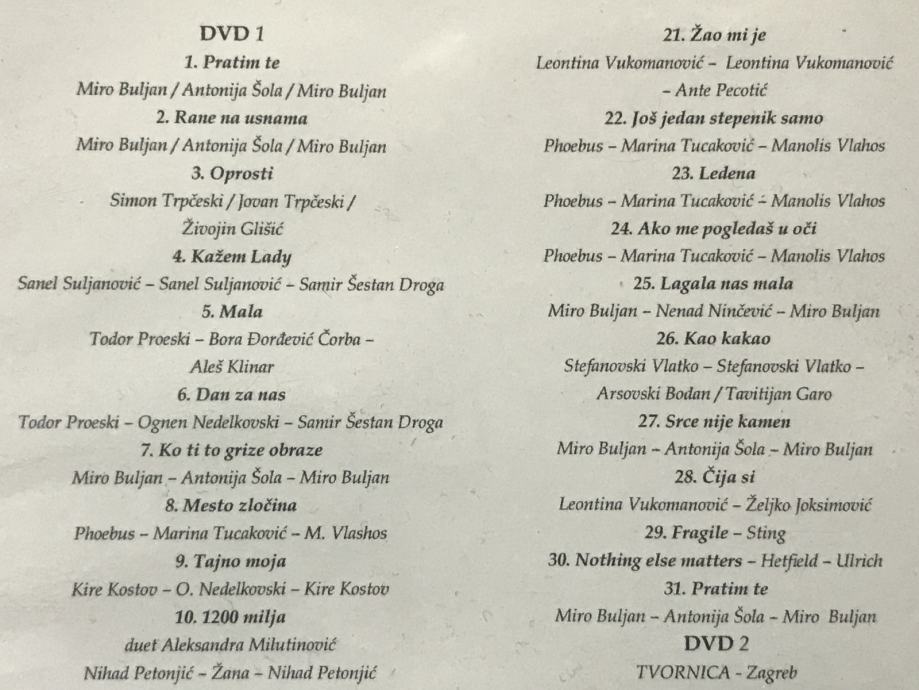 DVD 1
1. Pratim te
Miro Buljan / Antonija Šola / Miro Buljan
2. Rane na usnama
Miro Buljan / Antonija Šola / Miro Buljan
3. Oprosti
Simon Trpčeski / Jovan Trpčeski /
Živojin Glišić
4. Kažem Lady
Sanel Suljanović – Sanel Suljanović – Samir Šestan Droga
5. Mala
Todor Proeski – Bora Đorđević Čorba –
Aleš Klinar
6. Dan za nas
Todor Proeski – Ognen Nedelkovski – Samir Šestan Droga
7. Ko ti to grize obraze
Miro Buljan – Antonija Šola – Miro Buljan
8. Mesto zločina
Phoebus – Marina Tucaković – M. Vlashos
9. Tajno moja
Kire Kostov – O. Nedelkovski – Kire Kostov
10. 1200 milja
duet Aleksandra Milutinović
Nihad Petonjić – Žana – Nihad Petonjić
21. Žao mi je
Leontina Vukomanović – Leontina Vukomanović
– Ante Pecotić
22. Još jedan stepenik samo
Phoebus – Marina Tucaković – Manolis Vlahos
23. Ledena
Phoebus – Marina Tucaković – Manolis Vlahos
24. Ako me pogledaš u oči
Phoebus – Marina Tucaković – Manolis Vlahos
25. Lagala nas mala
Miro Buljan – Nenad Ninčević – Miro Buljan
26. Kao kakao
Stefanovski Vlatko – Stefanovski Vlatko –
Arsovski Bodan / Tavitijan Garo
27. Srce nije kamen
Miro Buljan – Antonija Šola – Miro Buljan
28. Čija si
Leontina Vukomanović – Željko Joksimović
29. Fragile – Sting
30. Nothing else matters – Hetfield – Ulrich
31. Pratim te
Miro Buljan – Antonija Šola – Miro Buljan
DVD 2
TVORNICA - Zagreb